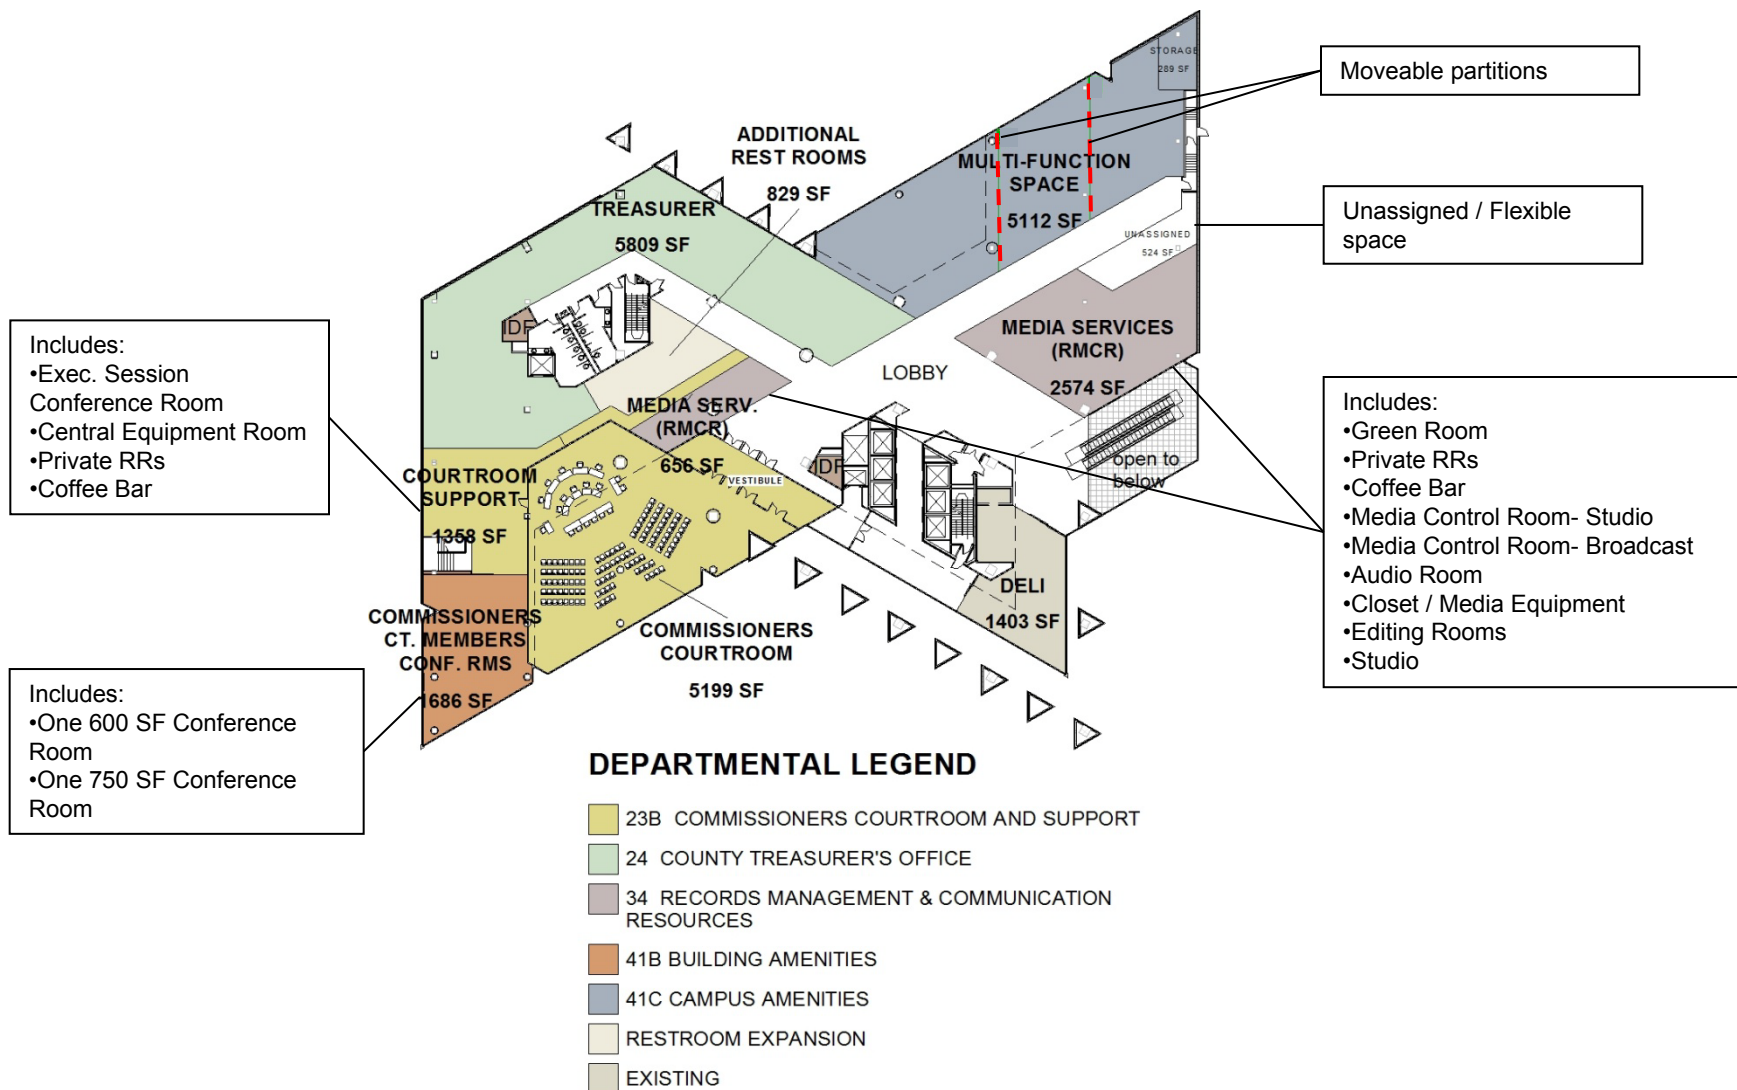 STORAGE
289 SF
Moveable partitions
ADDITIONAL
REST ROOMS
829 SF
MULTI-FUNCTION
SPACE
5112 SF
TREASURER
5809 SF
Unassigned / Flexible
space
UNASSIGNED
524 SF
IDF
MEDIA SERVICES
(RMCR)
2574 SF
LOBBY
Includes:
•Exec. Session
Conference Room
•Central Equipment Room
•Private RRs
•Coffee Bar
MEDIA SERV.
(RMCR)
656 SF
VESTIBULE
IDF
open to
below
COURTROOM
SUPPORT
1358 SF
Includes:
•Green Room
•Private RRs
•Coffee Bar
•Media Control Room- Studio
•Media Control Room- Broadcast
•Audio Room
•Closet / Media Equipment
•Editing Rooms
•Studio
DELI
1403 SF
COMMISSIONERS
CT. MEMBERS
CONF. RMS
1686 SF
COMMISSIONERS
COURTROOM
5199 SF
Includes:
•One 600 SF Conference
Room
•One 750 SF Conference
Room
DEPARTMENTAL LEGEND
23B COMMISSIONERS COURTROOM AND SUPPORT
24 COUNTY TREASURER'S OFFICE
34 RECORDS MANAGEMENT & COMMUNICATION
RESOURCES
41B BUILDING AMENITIES
41C CAMPUS AMENITIES
RESTROOM EXPANSION
EXISTING